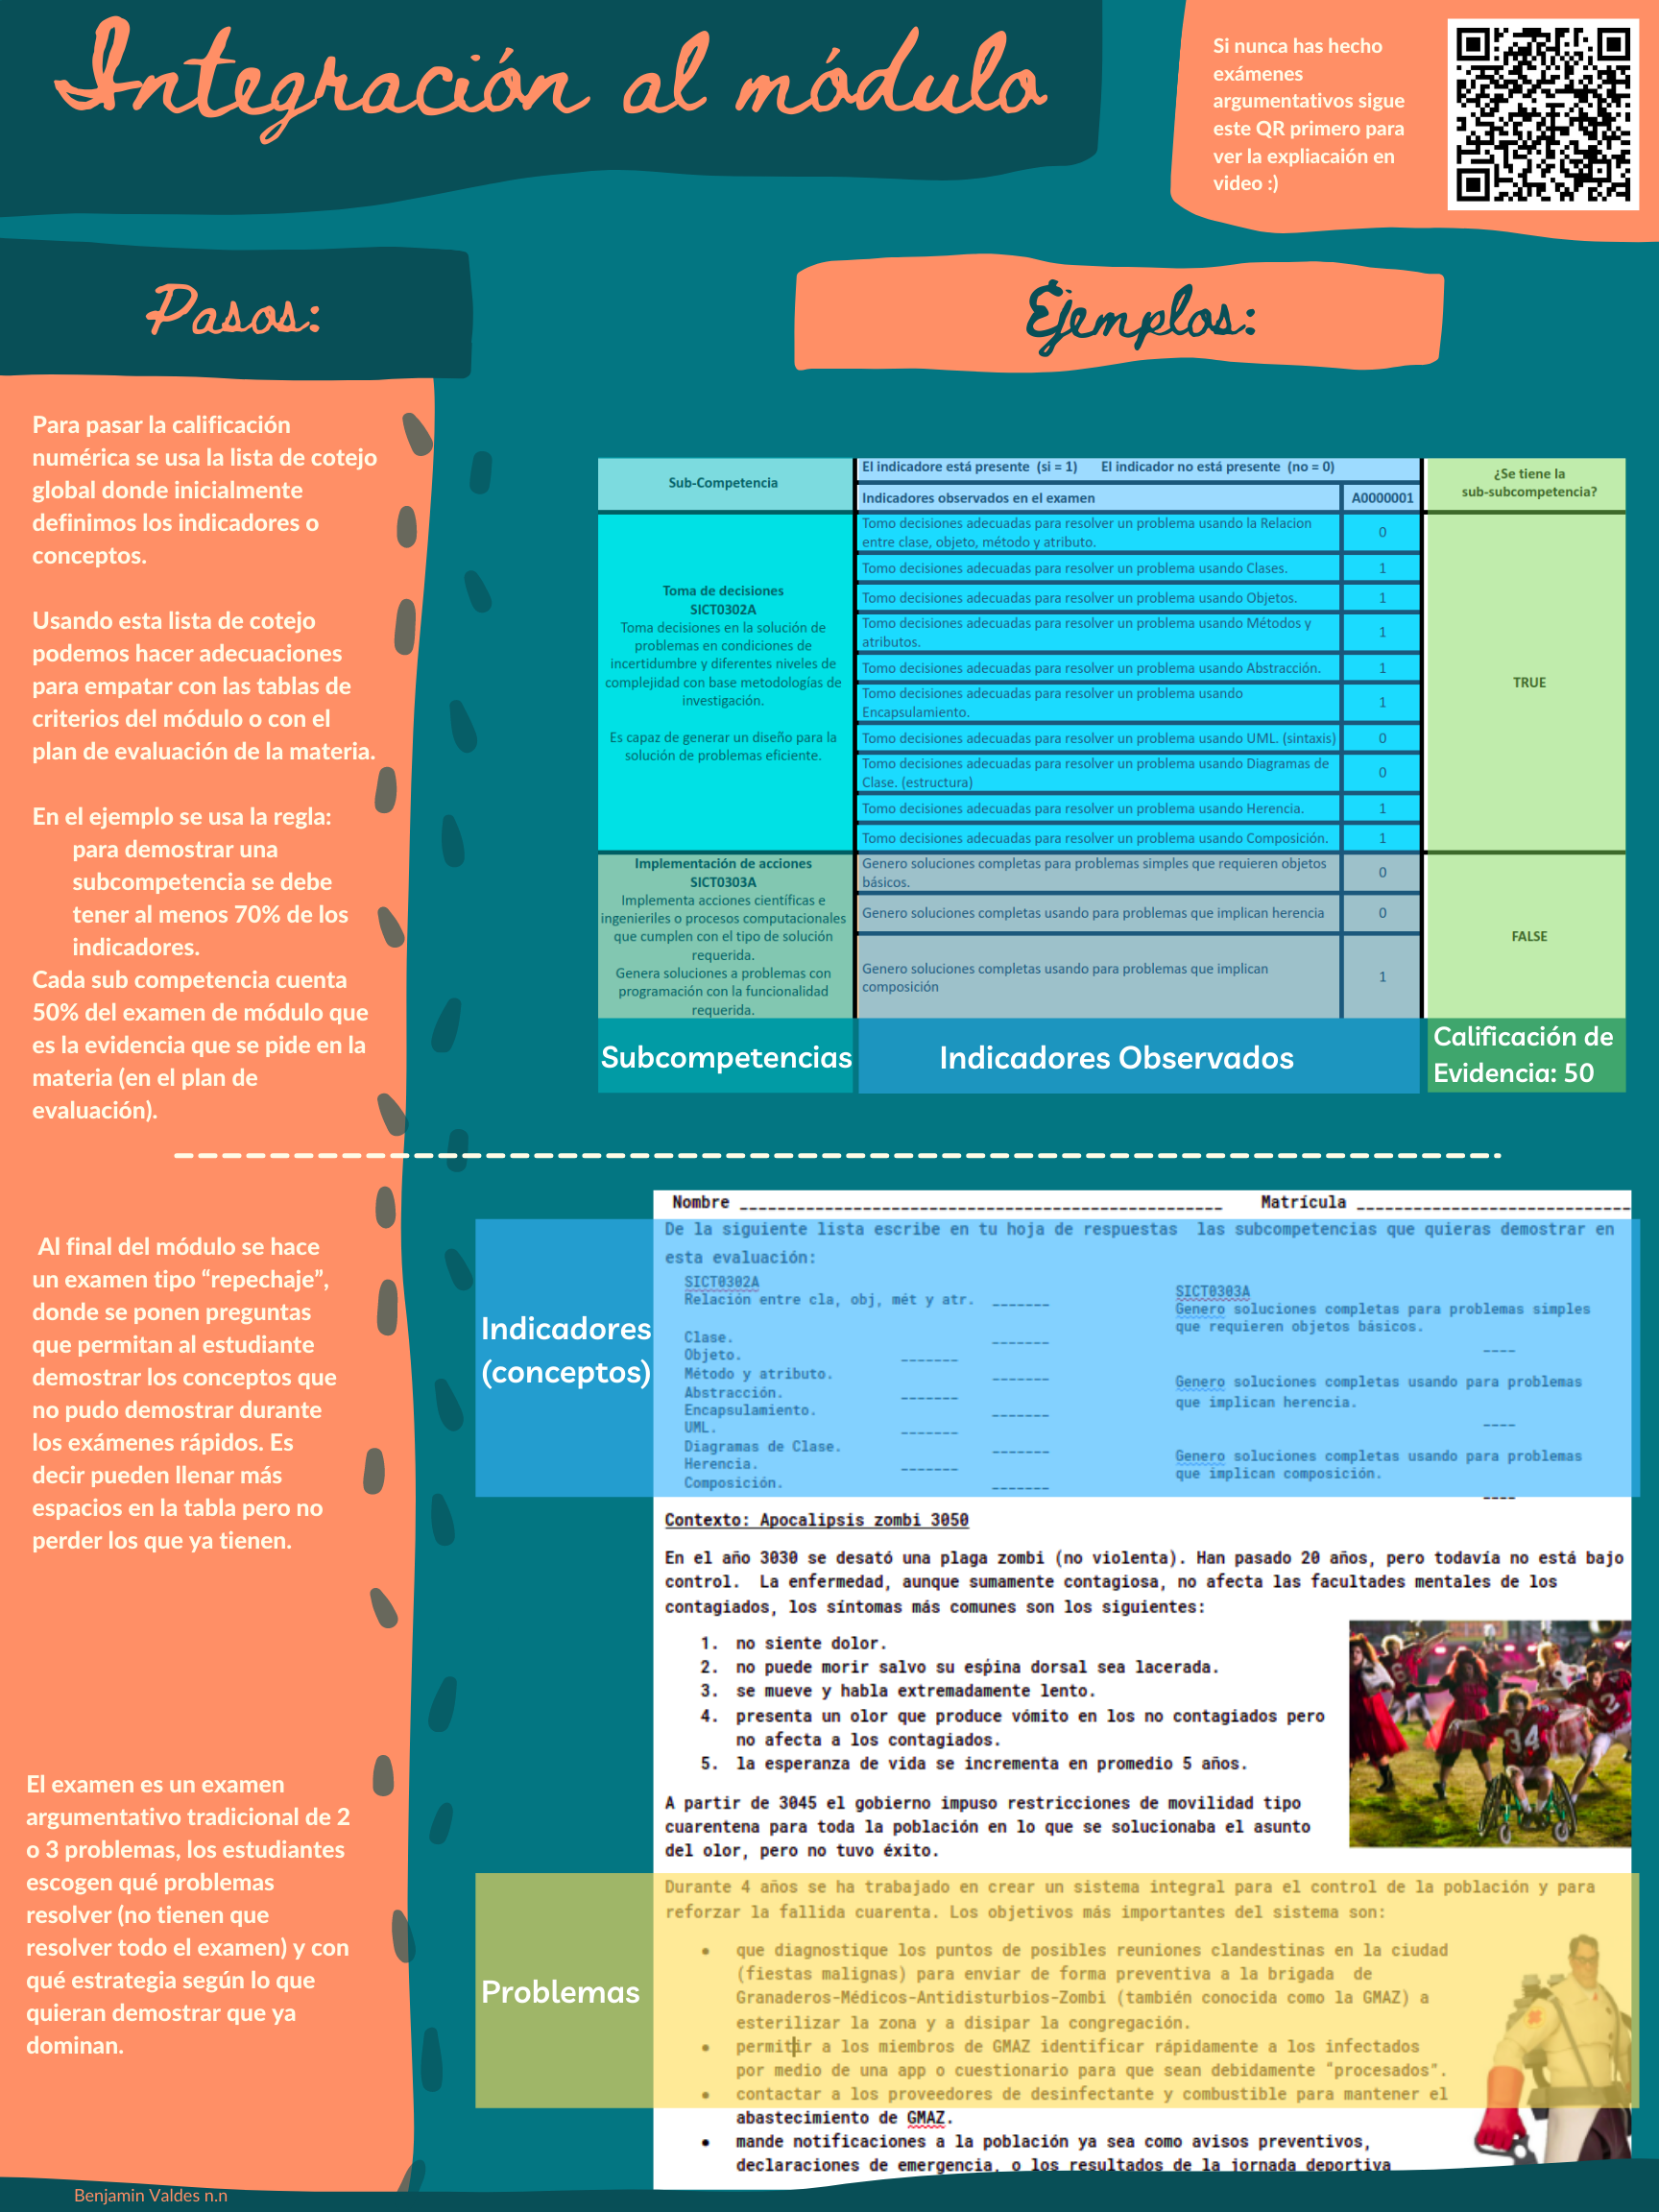 Integración al módulo
Si nunca has hecho
exámenes
argumentativos sigue
este QR primero para
ver la expliacaión en
video :)
Pasos:
Para pasar la calificación
numérica se usa la lista de cotejo
global donde inicialmente
definimos los indicadores o
conceptos.
Usando esta lista de cotejo
podemos hacer adecuaciones
para empatar con las tablas de
criterios del módulo o con el
plan de evaluación de la materia.
En el ejemplo se usa la regla:
para demostrar una
subcompetencia se debe
tener al menos 70% de los
indicadores.
Cada sub competencia cuenta
50% del examen de módulo que
es la evidencia que se pide en la
materia (en el plan de
evaluación).
Al final del módulo se hace
un examen tipo “repechaje”,
donde se ponen preguntas
que permitan al estudiante
demostrar los conceptos que
no pudo demostrar durante
los exámenes rápidos. Es
decir pueden llenar más
espacios en la tabla pero no
perder los que ya tienen.
El examen es un examen
argumentativo tradicional de 2
o 3 problemas, los estudiantes
escogen qué problemas
resolver (no tienen que
resolver todo el examen) y con
qué estrategia según lo que
quieran demostrar que ya
dominan.
Ejemplos:
Sub-Competencia
El indicadore está presente (si = 1) El indicador no está presente (no = 0)
Indicadores observados en el examen A0000001
¿Se tiene la
sub-subcompetencia?
Toma de decisiones
SICT0302A
Toma decisiones en la solución de
problemas en condiciones de
incertidumbre y diferentes niveles de
complejidad con base metodologías de
investigación.
Es capaz de generar un diseño para la
solución de problemas eficiente.
Tomo decisiones adecuadas para resolver un problema usando la Relacion
entre clase, objeto, método y atributo. 0
Tomo decisiones adecuadas para resolver un problema usando Clases. 1
Tomo decisiones adecuadas para resolver un problema usando Objetos. 1
Tomo decisiones adecuadas para resolver un problema usando Métodos y
atributos. 1
Tomo decisiones adecuadas para resolver un problema usando Abstracción. 1
Tomo decisiones adecuadas para resolver un problema usando
Encapsulamiento. 1
Tomo decisiones adecuadas para resolver un problema usando UML. (sintaxis) 0
Tomo decisiones adecuadas para resolver un problema usando Diagramas de
Clase. (estructura) 0
Tomo decisiones adecuadas para resolver un problema usando Herencia. 1
Tomo decisiones adecuadas para resolver un problema usando Composición. 1
TRUE
Implementación de acciones
SICT0303A
Implementa acciones científicas e
ingenieriles o procesos computacionales
que cumplen con el tipo de solución
requerida.
Genera soluciones a problemas con
programación con la funcionalidad
requerida.
Genero soluciones completas para problemas simples que requieren objetos
básicos. 0
Genero soluciones completas usando para problemas que implican herencia 0
Genero soluciones completas usando para problemas que implican
composición 1
FALSE
Subcompetencias
Indicadores Observados
Calificación de
Evidencia: 50
Nombre Matrícula
De la siguiente lista escribe en tu hoja de respuestas las subcompetencias que quieras demostrar en
esta evaluación:
Indicadores
(conceptos)
SICT0302A
Relación entre cla, obj, mét y atr.
Clase.
Objeto.
Método y atributo.
Abstracción.
Encapsulamiento.
UML.
Diagramas de Clase.
Herencia.
Composición.
SICT0303A
Genero soluciones completas para problemas simples
que requieren objetos básicos.
Genero soluciones completas usando para problemas
que implican herencia.
Genero soluciones completas usando para problemas
que implican composición.
Contexto: Apocalipsis zombi 3050
En el año 3030 se desató una plaga zombi (no violenta). Han pasado 20 años, pero todavía no está bajo
control. La enfermedad, aunque sumamente contagiosa, no afecta las facultades mentales de los
contagiados, los síntomas más comunes son los siguientes:
1. no siente dolor.
2. no puede morir salvo su espina dorsal sea lacerada.
3. se mueve y habla extremadamente lento.
4. presenta un olor que produce vómito en los no contagiados pero
no afecta a los contagiados.
5. la esperanza de vida se incrementa en promedio 5 años.
34
A partir de 3045 el gobierno impuso restricciones de movilidad tipo
cuarentena para toda la población en lo que se solucionaba el asunto
del olor, pero no tuvo éxito.
Problemas
Durante 4 años se ha trabajado en crear un sistema integral para el control de la población y para
reforzar la fallida cuarenta. Los objetivos más importantes del sistema son:
• que diagnostique los puntos de posibles reuniones clandestinas en la ciudad
(fiestas malignas) para enviar de forma preventiva a la brigada de
Granaderos-Médicos-Antidisturbios-Zombi (también conocida como la GMAZ) a
esterilizar la zona y a disipar la congregación.
• permitir a los miembros de GMAZ identificar rápidamente a los infectados
por medio de una app o cuestionario para que sean debidamente “procesados”.
• contactar a los proveedores de desinfectante y combustible para mantener el
abastecimiento de GMAZ.
• mande notificaciones a la población ya sea como avisos preventivos,
declaraciones de emergencia, o los resultados de la jornada deportiva
Benjamin Valdes n.n